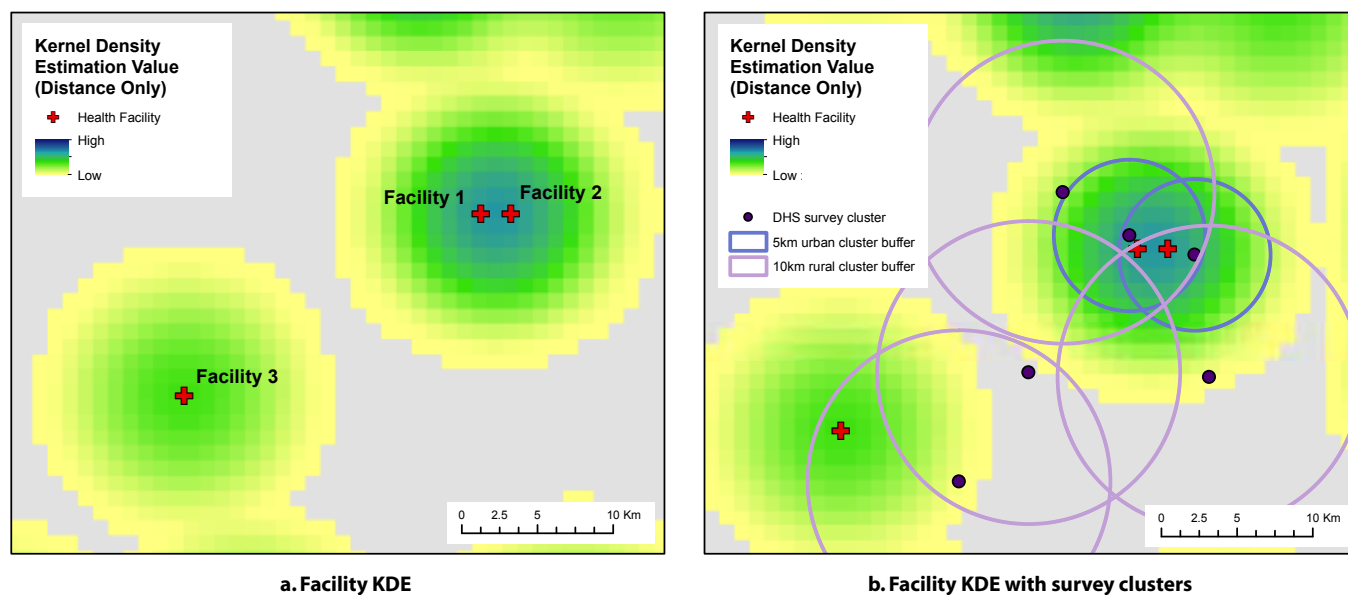 Kernel Density
Estimation Value
(Distance Only)
Health Facility
High
Low
Facility 1
Facility 2
Facility 3
0 2.5 5 10 Km
a. Facility KDE
Kernel Density
Estimation Value
(Distance Only)
Health Facility
High
Low :
DHS survey cluster
5km urban cluster buffer
10km rural cluster buffer
0 2.5 5 10 Km
b. Facility KDE with survey clusters